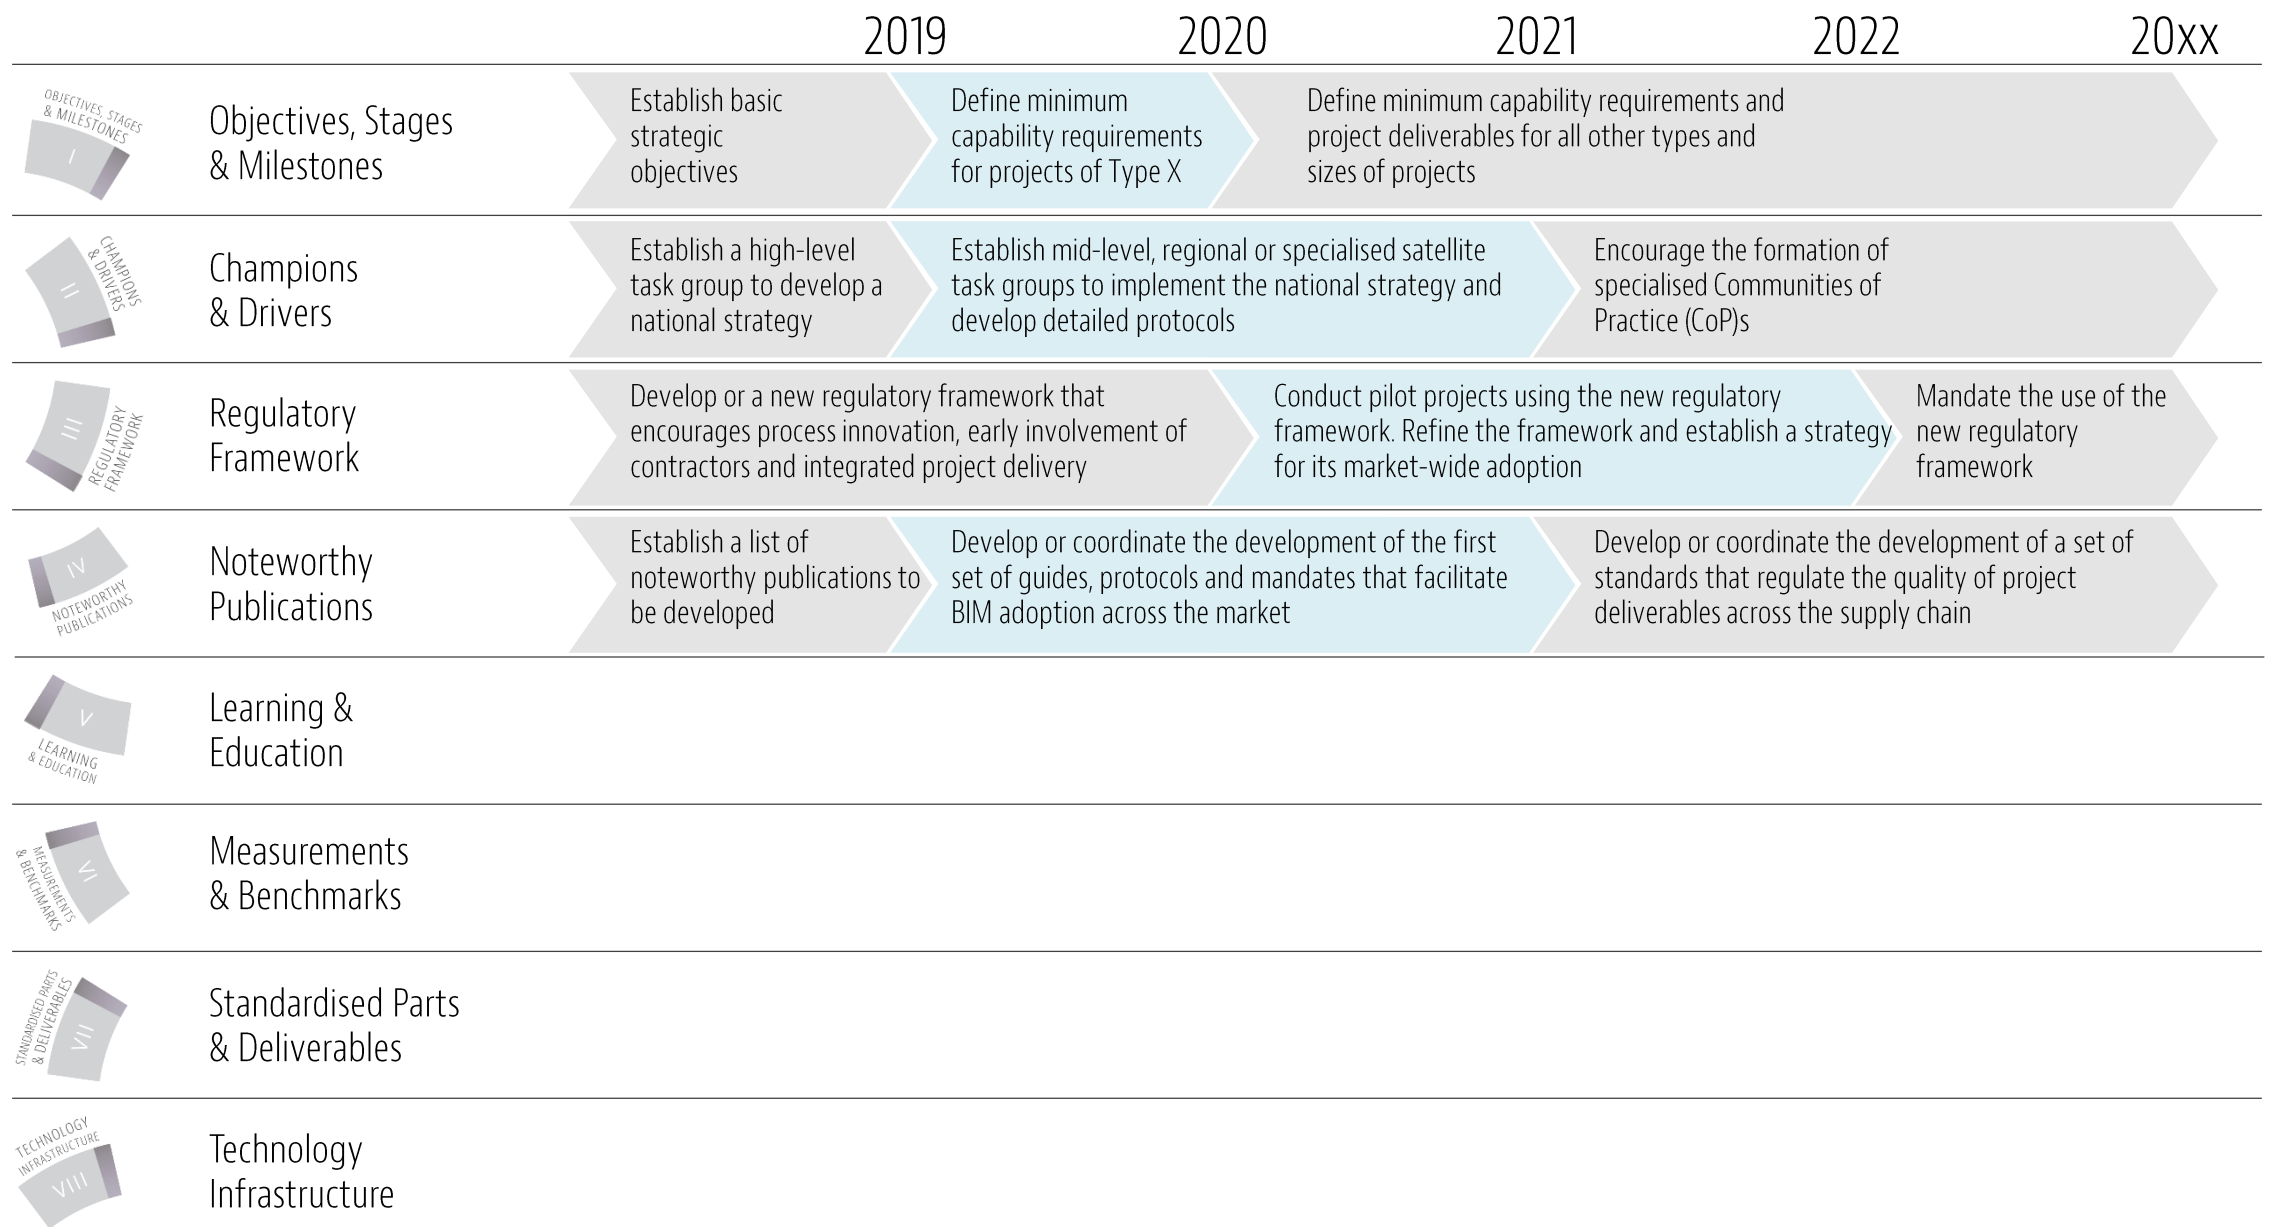 2019 2020 2021 2022 20xx
OBJECTIVES, STAGES
& MILESTONES
I
Objectives, Stages
& Milestones
Establish basic
strategic
objectives
Define minimum
capability requirements
for projects of Type X
Define minimum capability requirements and
project deliverables for all other types and
sizes of projects
CHAMPIONS
& DRIVERS
II
Champions
& Drivers
Establish a high-level
task group to develop a
national strategy
Establish mid-level, regional or specialised satellite
task groups to implement the national strategy and
develop detailed protocols
Encourage the formation of
specialised Communities of
Practice (CoP)s
III
REGULATORY
FRAMEWORK
Regulatory
Framework
Develop or a new regulatory framework that
encourages process innovation, early involvement of
contractors and integrated project delivery
Conduct pilot projects using the new regulatory
framework. Refine the framework and establish a strategy
for its market-wide adoption
Mandate the use of the
new regulatory
framework
IV
NOTEWORTHY
PUBLICATIONS
Noteworthy
Publications
Establish a list of
noteworthy publications to
be developed
Develop or coordinate the development of the first
set of guides, protocols and mandates that facilitate
BIM adoption across the market
Develop or coordinate the development of a set of
standards that regulate the quality of project
deliverables across the supply chain
V
LEARNING
& EDUCATION
Learning &
Education
VI
MEASUREMENTS
& BENCHMARKS
Measurements
& Benchmarks
STANDARDISED PARTS
& DELIVERABLES
VII
Standardised Parts
& Deliverables
TECHNOLOGY
INFRASTRUCTURE
VIII
Technology
Infrastructure